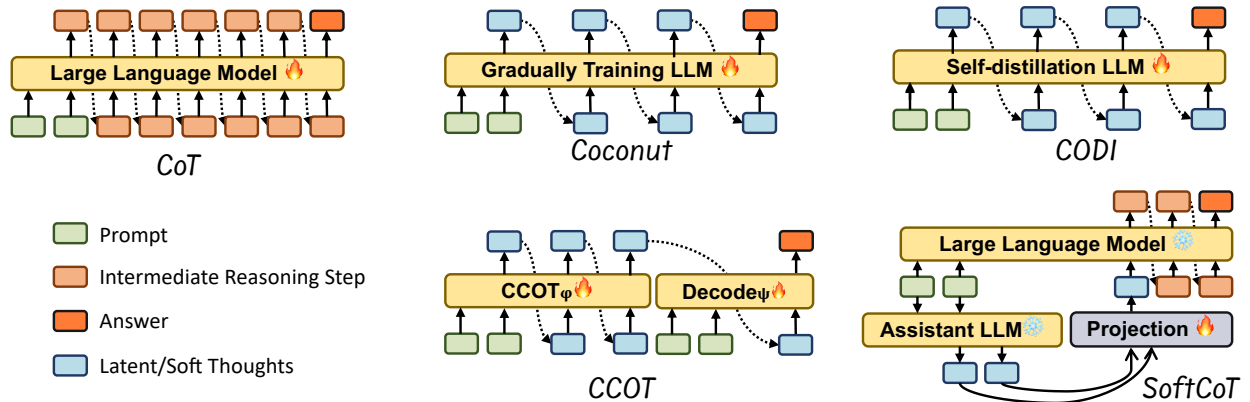 Large Language Model
CoT
Gradually Training LLM
Coconut
Self-distillation LLM
CODI
Prompt
Intermediate Reasoning Step
Answer
Latent/Soft Thoughts
CCOTφ
Decodeψ
CCOT
Large Language Model
Assistant LLM
Projection
SoftCoT